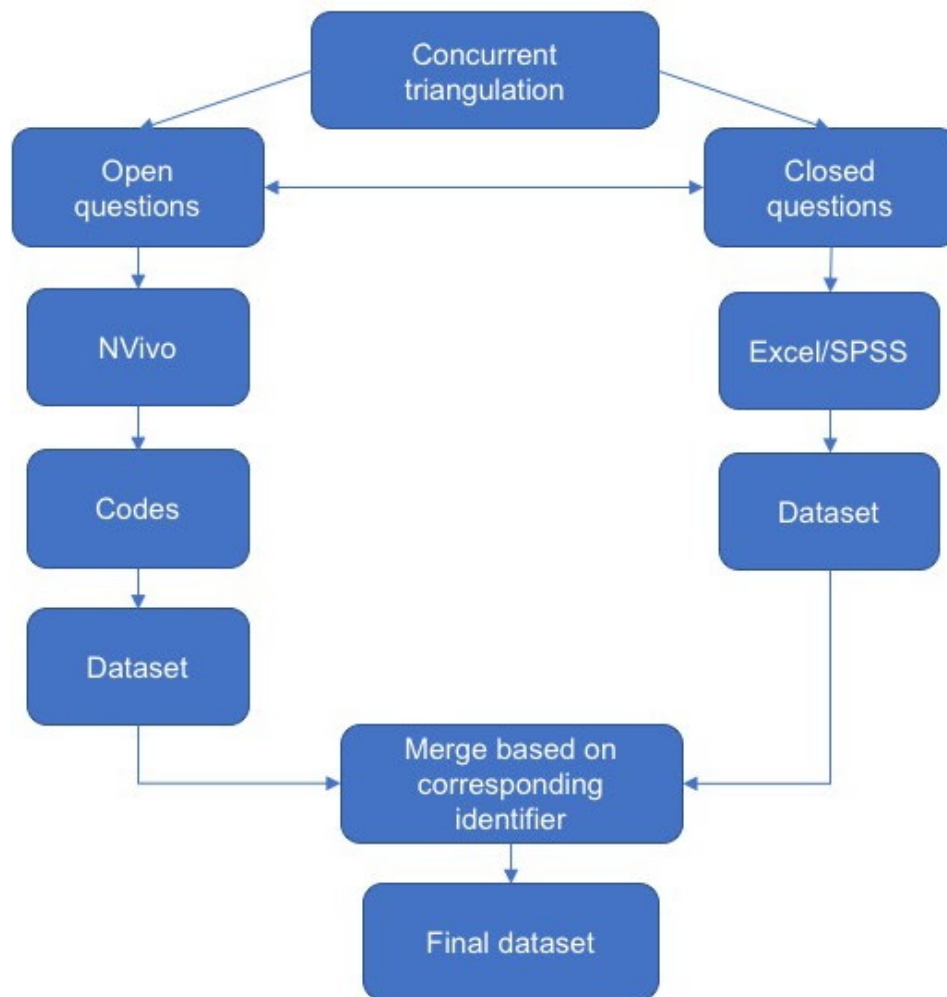 Concurrent
triangulation
Open
questions
Closed
questions
NVivo
Excel/SPSS
Codes
Dataset
Dataset
Merge based on
corresponding
identifier
Final dataset